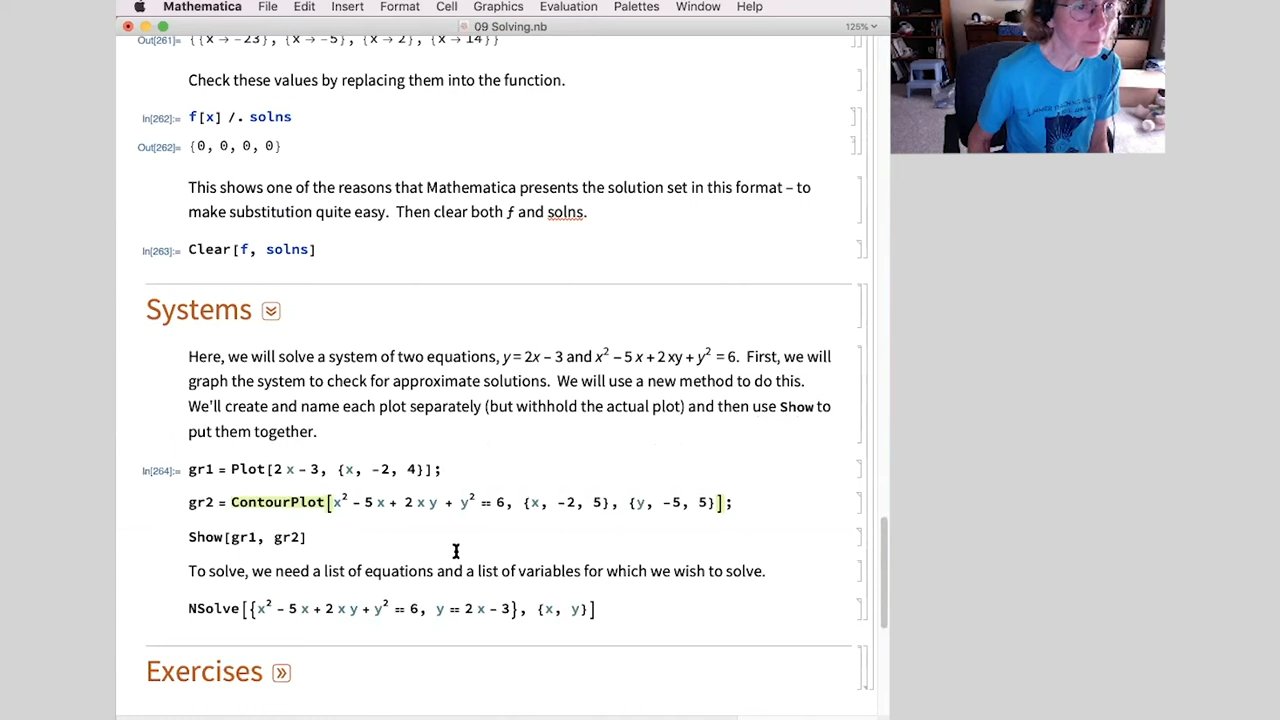 Mathematica File Edit Insert Format Cell Graphics Evaluation Palettes Window Help
09 Solving.nb 125%
Out[261]= {{x → -23}, {x → -5}, {x → 2}, {x → 14}}
Check these values by replacing them into the function.
In[262]:= f[x] /. solns
Out[262]= {0, 0, 0, 0}
This shows one of the reasons that Mathematica presents the solution set in this format – to
make substitution quite easy. Then clear both f and solns.
In[263]:= Clear[f, solns]
Systems
Here, we will solve a system of two equations, y = 2x – 3 and x² – 5 x + 2 xy + y² = 6. First, we will
graph the system to check for approximate solutions. We will use a new method to do this.
We'll create and name each plot separately (but withhold the actual plot) and then use Show to
put them together.
In[264]:= gr1 = Plot[2 x - 3, {x, -2, 4}];
gr2 = ContourPlot[x² - 5 x + 2 x y + y² == 6, {x, -2, 5}, {y, -5, 5}];
Show[gr1, gr2]
To solve, we need a list of equations and a list of variables for which we wish to solve.
NSolve[{x² - 5 x + 2 x y + y² == 6, y == 2 x - 3}, {x, y}]
Exercises